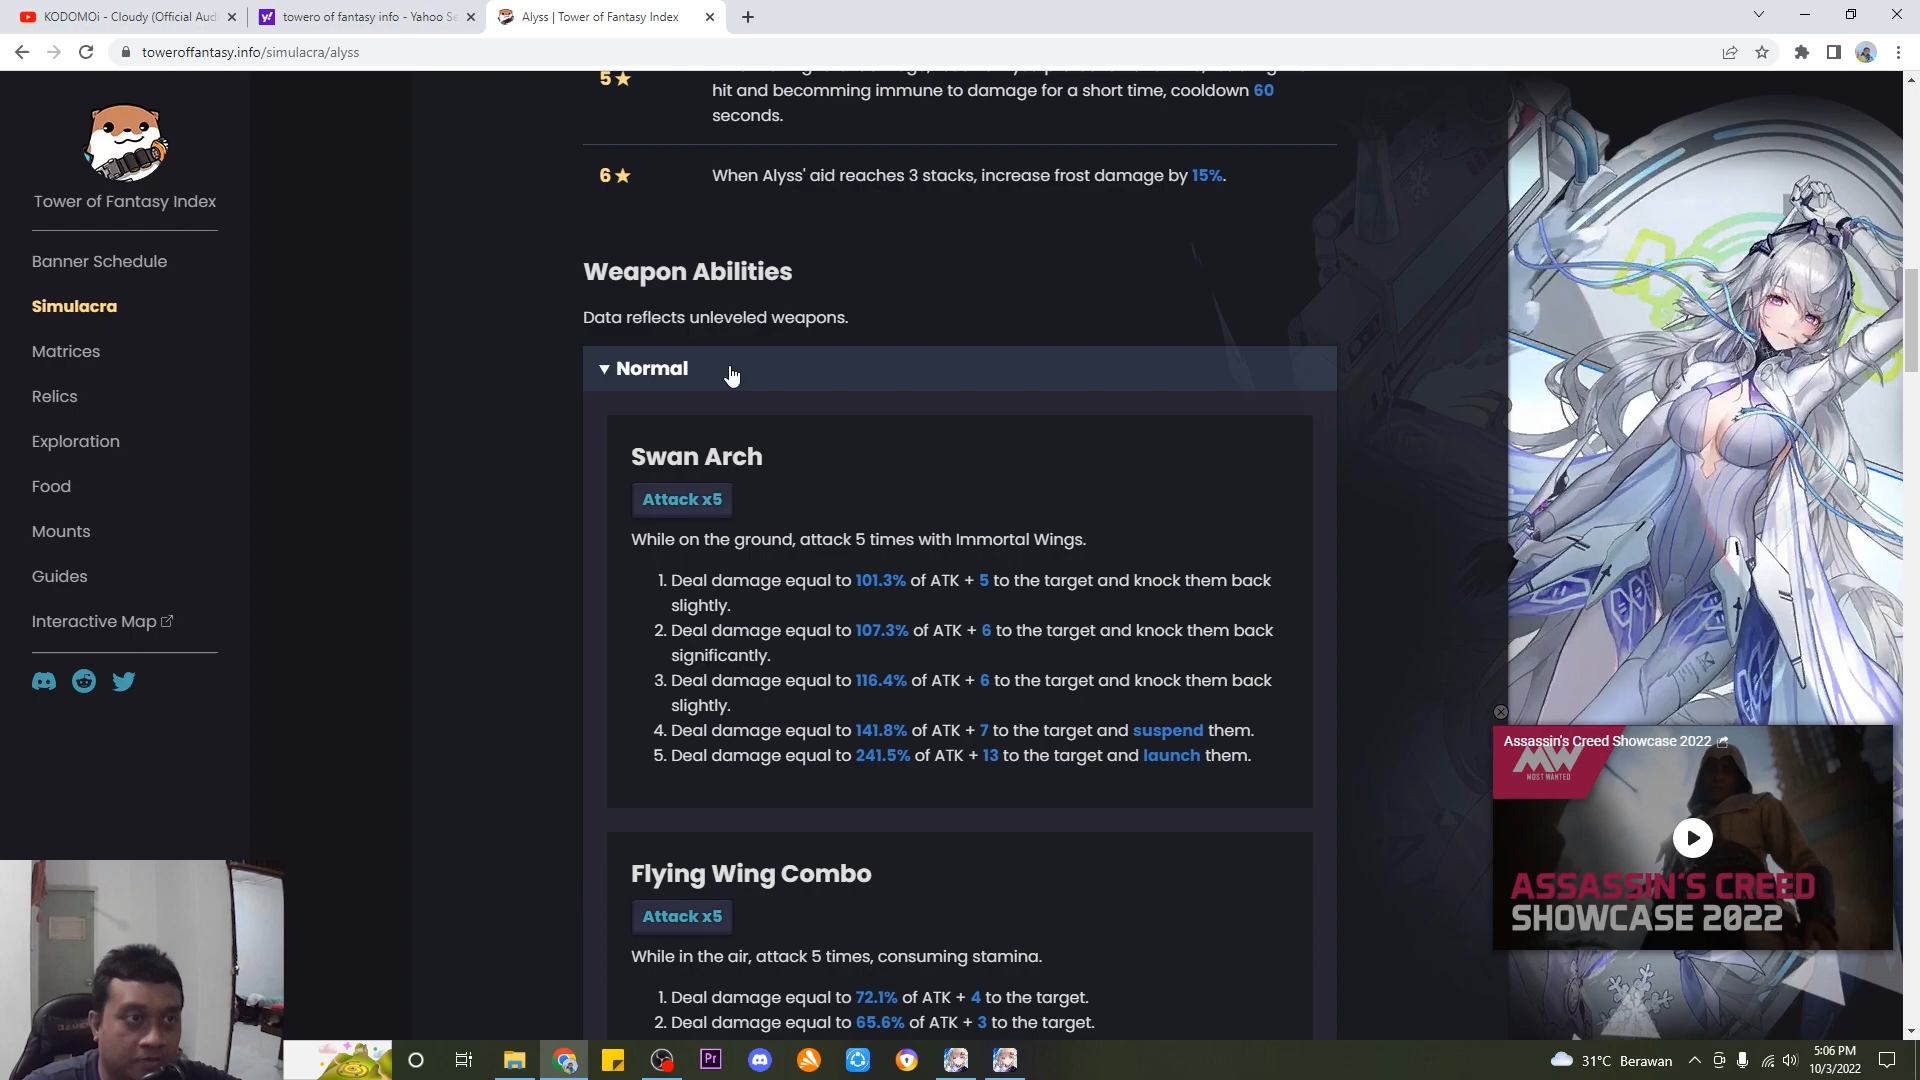 KODOMOi - Cloudy (Official Aud
towero of fantasy info - Yahoo Se
Alyss | Tower of Fantasy Index
toweroffantasy.info/simulacra/alyss
Tower of Fantasy Index
Banner Schedule
Simulacra
Matrices
Relics
Exploration
Food
Mounts
Guides
Interactive Map
5★
hit and becomming immune to damage for a short time, cooldown 60
seconds.
6★ When Alyss' aid reaches 3 stacks, increase frost damage by 15%.
Weapon Abilities
Data reflects unleveled weapons.
▼ Normal
Swan Arch
Attack x5
While on the ground, attack 5 times with Immortal Wings.
1. Deal damage equal to 101.3% of ATK + 5 to the target and knock them back
slightly.
2. Deal damage equal to 107.3% of ATK + 6 to the target and knock them back
significantly.
3. Deal damage equal to 116.4% of ATK + 6 to the target and knock them back
slightly.
4. Deal damage equal to 141.8% of ATK + 7 to the target and suspend them.
5. Deal damage equal to 241.5% of ATK + 13 to the target and launch them.
Flying Wing Combo
Attack x5
While in the air, attack 5 times, consuming stamina.
1. Deal damage equal to 72.1% of ATK + 4 to the target.
2. Deal damage equal to 65.6% of ATK + 3 to the target.
Assassin's Creed Showcase 2022
MW
MOST WANTED
ASSASSIN'S CREED
SHOWCASE 2022
Pr
31°C Berawan
5:06 PM
10/3/2022